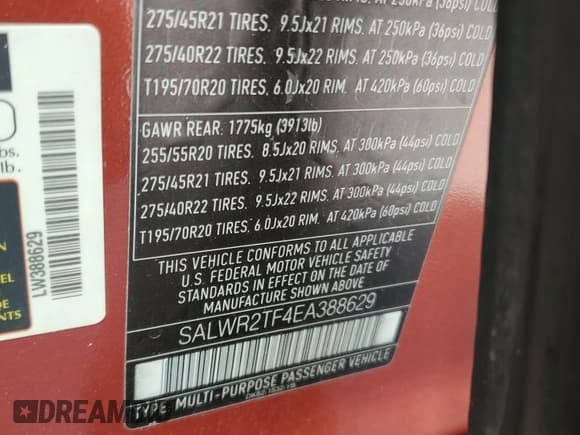 275/45R21 TIRES. 9.5Jx21 RIMS. AT 250kPa (36psi) COLD
275/40R22 TIRES. 9.5Jx22 RIMS. AT 250kPa (36psi) COLD
T195/70R20 TIRES. 6.0Jx20 RIM. AT 420kPa (60psi) COLD
GAWR REAR: 1775kg (3913lb)
255/55R20 TIRES. 8.5Jx20 RIMS. AT 300kPa (44psi) COLD
275/45R21 TIRES. 9.5Jx21 RIMS. AT 300kPa (44psi) COLD
275/40R22 TIRES. 9.5Jx22 RIMS. AT 300kPa (44psi) COLD
T195/70R20 TIRES. 6.0Jx20 RIM. AT 420kPa (60psi) COLD
THIS VEHICLE CONFORMS TO ALL APPLICABLE
U.S. FEDERAL MOTOR VEHICLE SAFETY
STANDARDS IN EFFECT ON THE DATE OF
MANUFACTURE SHOWN ABOVE
SALWR2TF4EA388629
TYPE: MULTI-PURPOSE PASSENGER VEHICLE
lbs.
lb.
LW388629
DREAM